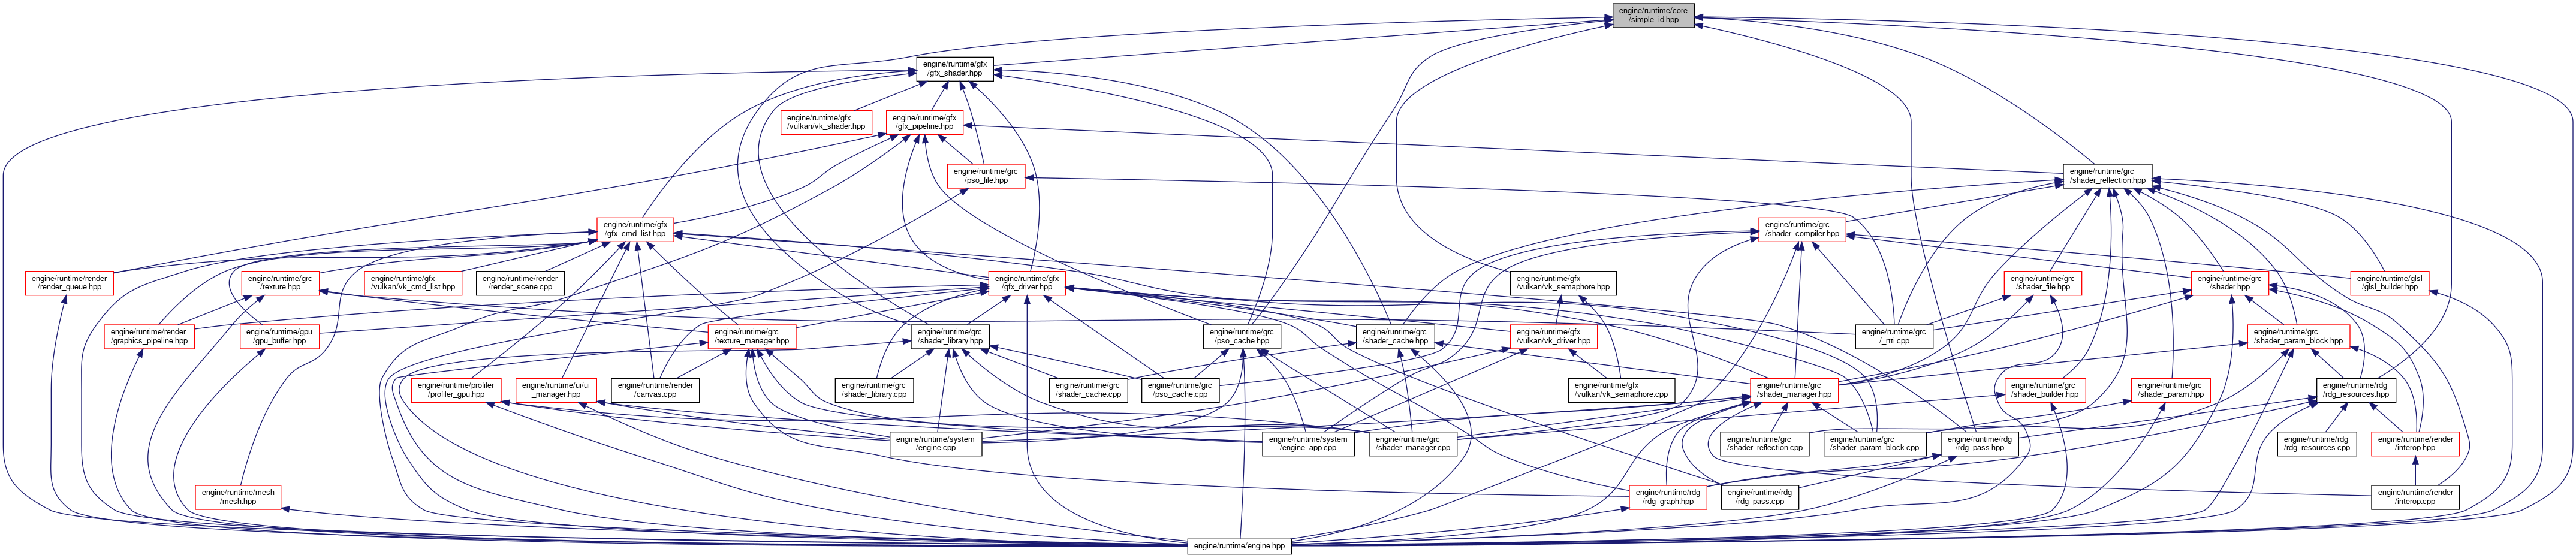 engine/runtime/core
/simple_id.hpp
engine/runtime/gfx
/gfx_shader.hpp
engine/runtime/gfx
/vulkan/vk_shader.hpp
engine/runtime/gfx
/gfx_pipeline.hpp
engine/runtime/grc
/pso_file.hpp
engine/runtime/grc
/shader_reflection.hpp
engine/runtime/gfx
/gfx_cmd_list.hpp
engine/runtime/grc
/shader_compiler.hpp
engine/runtime/render
/render_queue.hpp
engine/runtime/grc
/texture.hpp
engine/runtime/gfx
/vulkan/vk_cmd_list.hpp
engine/runtime/render
/render_scene.cpp
engine/runtime/gfx
/gfx_driver.hpp
engine/runtime/gfx
/vulkan/vk_semaphore.hpp
engine/runtime/grc
/shader_file.hpp
engine/runtime/grc
/shader.hpp
engine/runtime/glsl
/glsl_builder.hpp
engine/runtime/render
/graphics_pipeline.hpp
engine/runtime/gpu
/gpu_buffer.hpp
engine/runtime/grc
/texture_manager.hpp
engine/runtime/grc
/shader_library.hpp
engine/runtime/grc
/pso_cache.hpp
engine/runtime/grc
/shader_cache.hpp
engine/runtime/gfx
/vulkan/vk_driver.hpp
engine/runtime/grc
/_rtti.cpp
engine/runtime/grc
/shader_param_block.hpp
engine/runtime/profiler
/profiler_gpu.hpp
engine/runtime/ui/ui
_manager.hpp
engine/runtime/render
/canvas.cpp
engine/runtime/grc
/shader_library.cpp
engine/runtime/grc
/shader_cache.cpp
engine/runtime/grc
/pso_cache.cpp
engine/runtime/gfx
/vulkan/vk_semaphore.cpp
engine/runtime/grc
/shader_manager.hpp
engine/runtime/grc
/shader_builder.hpp
engine/runtime/grc
/shader_param.hpp
engine/runtime/rdg
/rdg_resources.hpp
engine/runtime/system
/engine.cpp
engine/runtime/system
/engine_app.cpp
engine/runtime/grc
/shader_manager.cpp
engine/runtime/grc
/shader_reflection.cpp
engine/runtime/grc
/shader_param_block.cpp
engine/runtime/rdg
/rdg_pass.hpp
engine/runtime/rdg
/rdg_resources.cpp
engine/runtime/render
/interop.hpp
engine/runtime/mesh
/mesh.hpp
engine/runtime/rdg
/rdg_graph.hpp
engine/runtime/rdg
/rdg_pass.cpp
engine/runtime/render
/interop.cpp
engine/runtime/engine.hpp